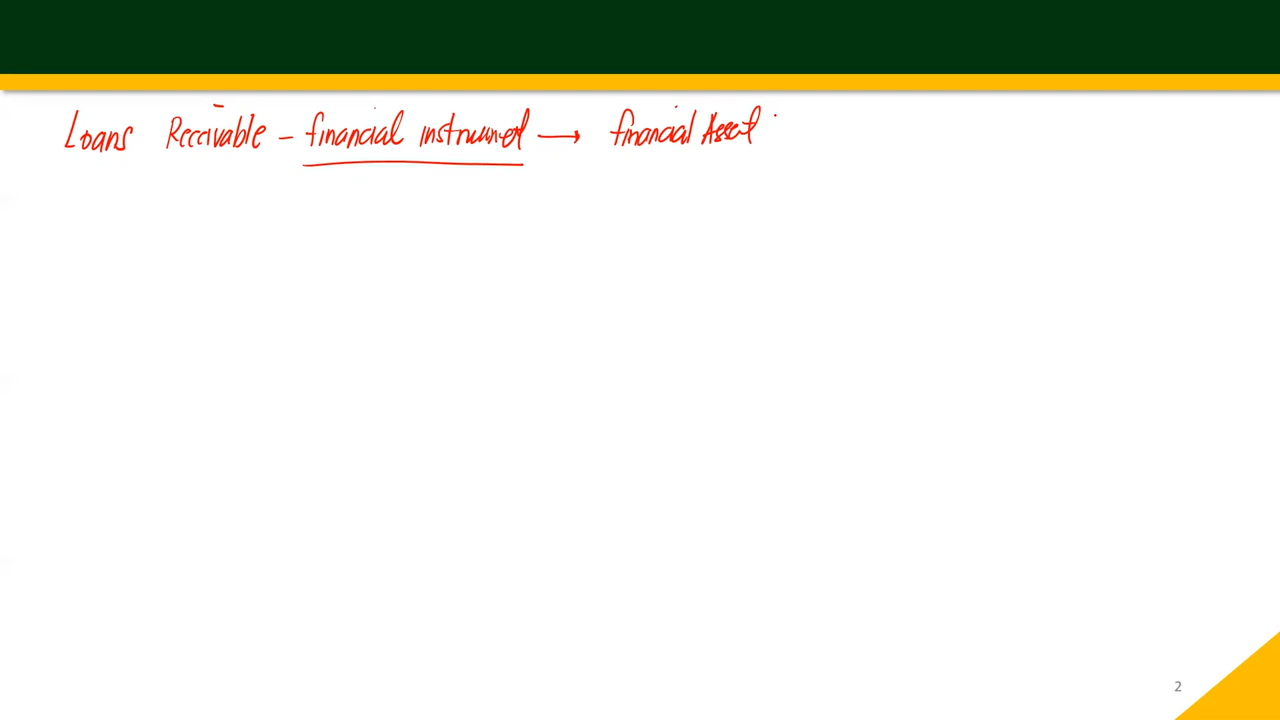 Loans Receivable - financial instrument → financial Asset
2